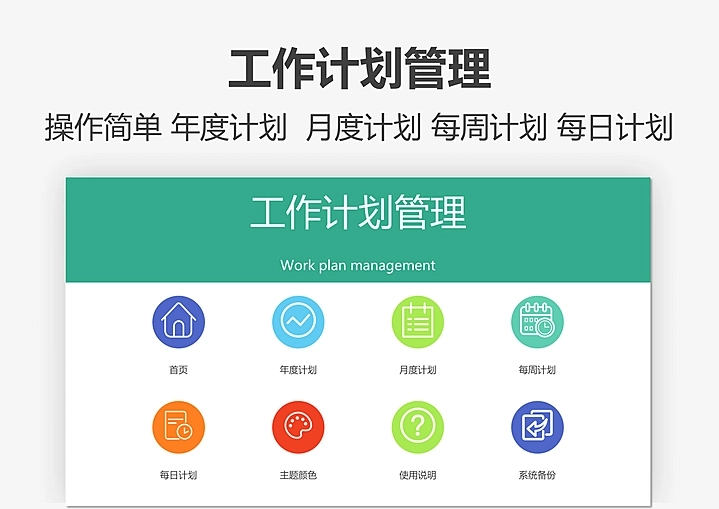 工作计划管理
操作简单 年度计划 月度计划 每周计划 每日计划
工作计划管理
Work plan management
首页 年度计划 月度计划 每周计划
每日计划 主题颜色 使用说明 系统备份